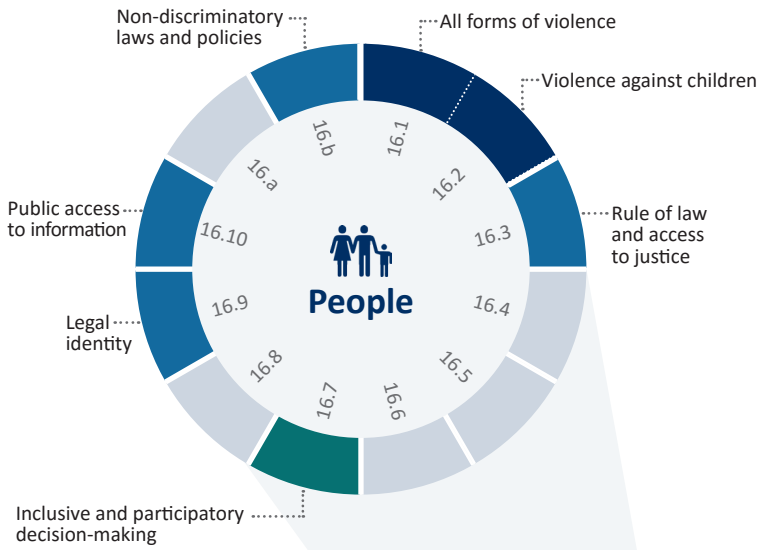 Non-discriminatory
laws and policies
All forms of violence
Violence against children
Rule of law
and access
to justice
Public access
to information
Legal
identity
Inclusive and participatory
decision-making
16.1
16.2
16.3
16.4
16.5
16.6
16.7
16.8
16.9
16.10
16.a
16.b
People